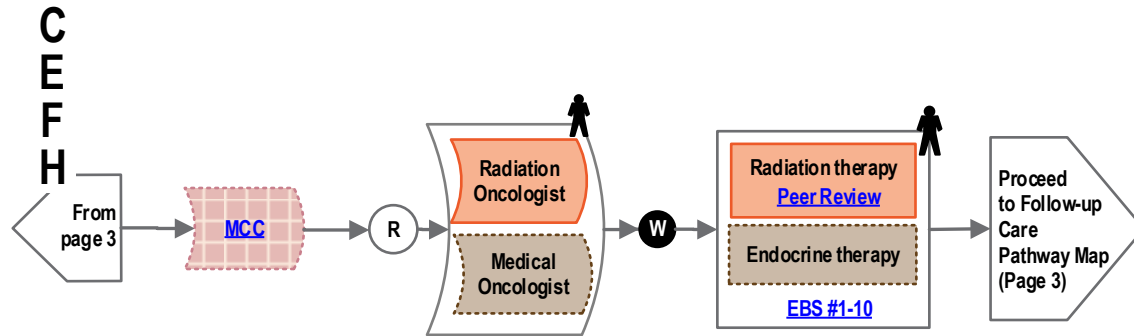 C
E
F
H
From
page 3
MCC
R
Radiation
Oncologist
Medical
Oncologist
W
Radiation therapy
Peer Review
Endocrine therapy
EBS #1-10
Proceed
to Follow-up
Care
Pathway Map
(Page 3)